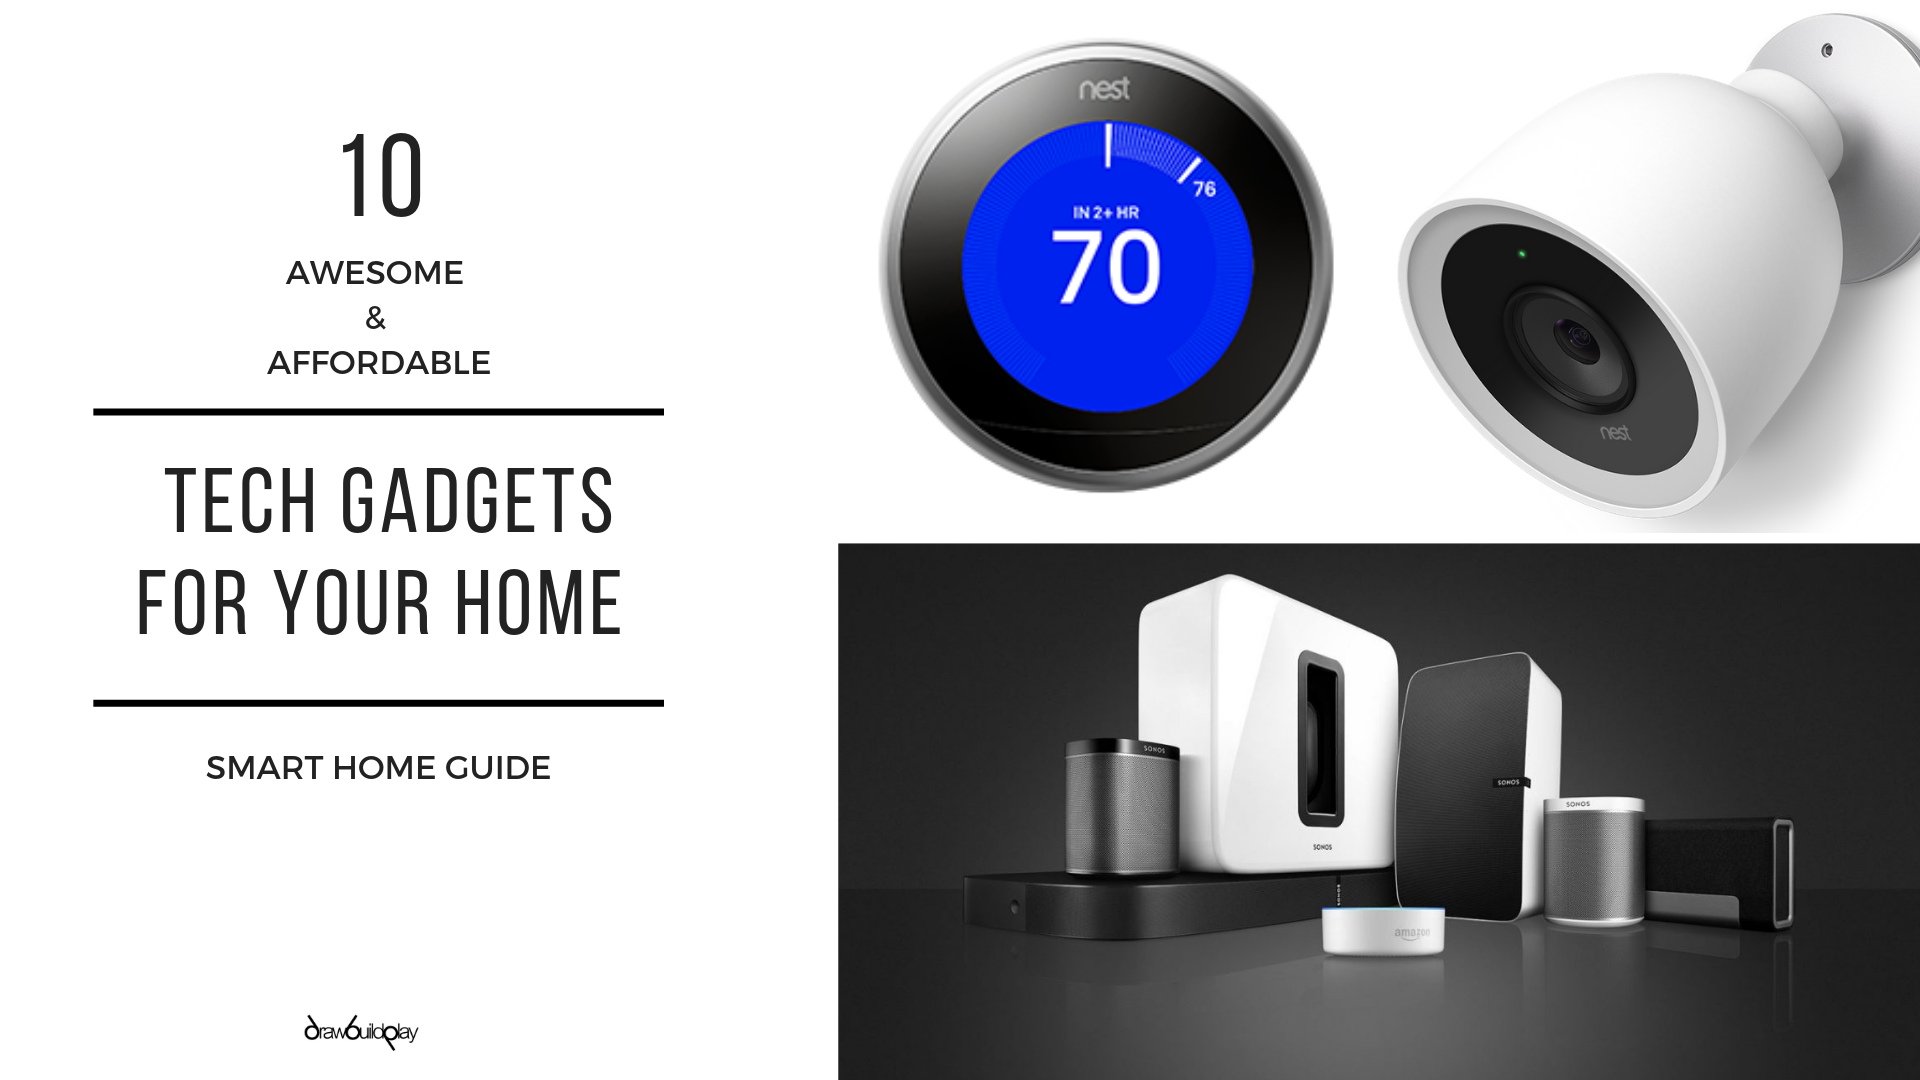 10
AWESOME
&
AFFORDABLE
TECH GADGETS
FOR YOUR HOME
SMART HOME GUIDE
drawbuildplay
nest
76
IN 2+ HR
70
nest
SONOS
SONOS
SONOS
SONOS
SONOS
amazon